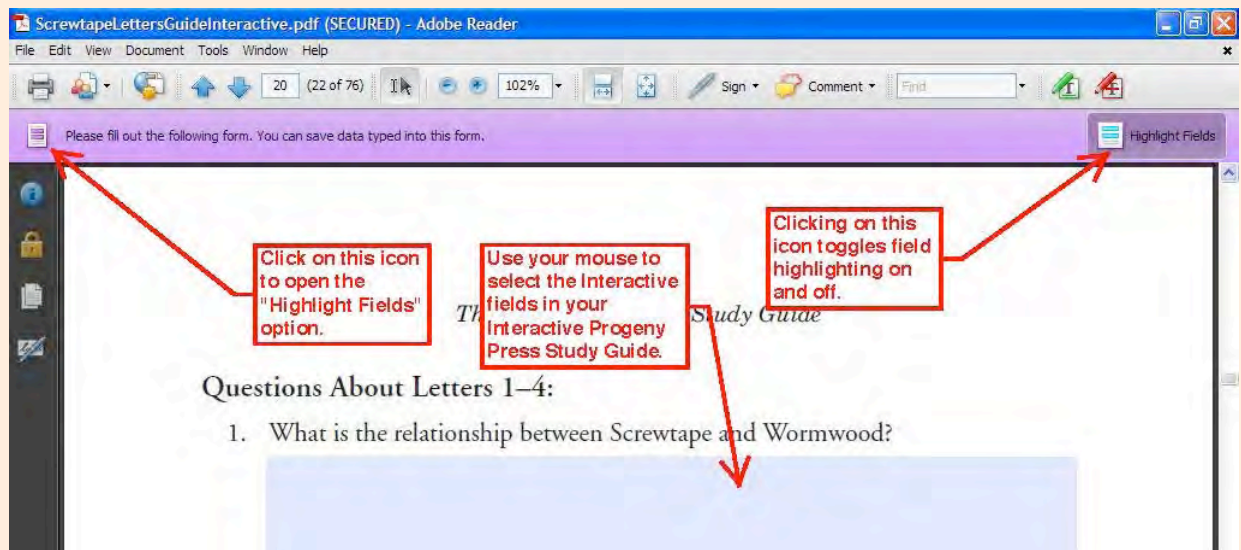 ScrewtapeLettersGuideInteractive.pdf (SECURED) - Adobe Reader
File Edit View Document Tools Window Help
20 (22 of 76) 102% Sign Comment Find
Please fill out the following form. You can save data typed into this form.
Highlight Fields
Click on this icon
to open the
"Highlight Fields"
option.
Use your mouse to
select the Interactive
fields in your
Interactive Progeny
Press Study Guide.
Clicking on this
icon toggles field
highlighting on
and off.
Study Guide
Questions About Letters 1–4:
1. What is the relationship between Screwtape and Wormwood?